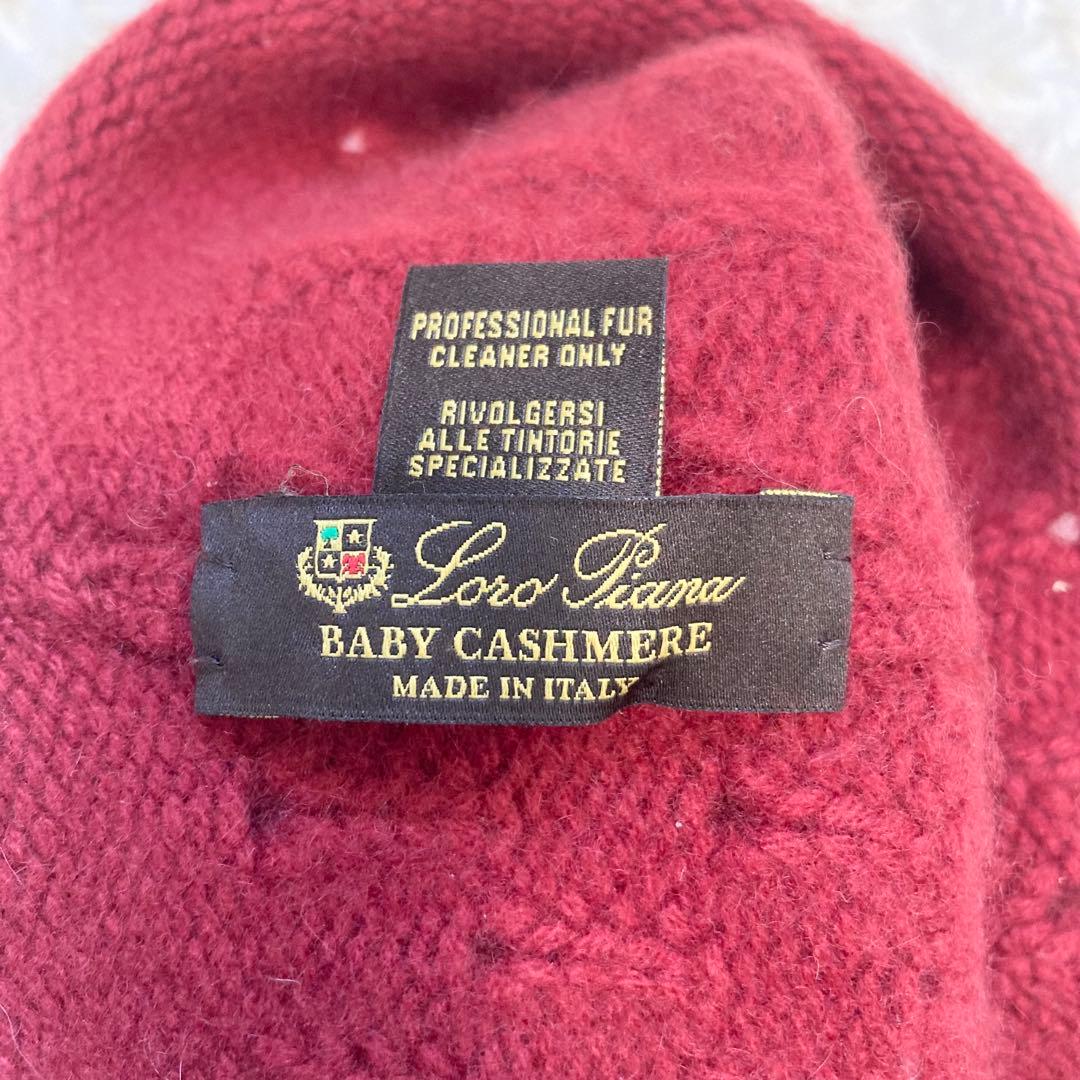 PROFESSIONAL FUR
CLEANER ONLY
RIVOLGERSI
ALLE TINTORIE
SPECIALIZZATE
Loro Piana
BABY CASHMERE
MADE IN ITALY